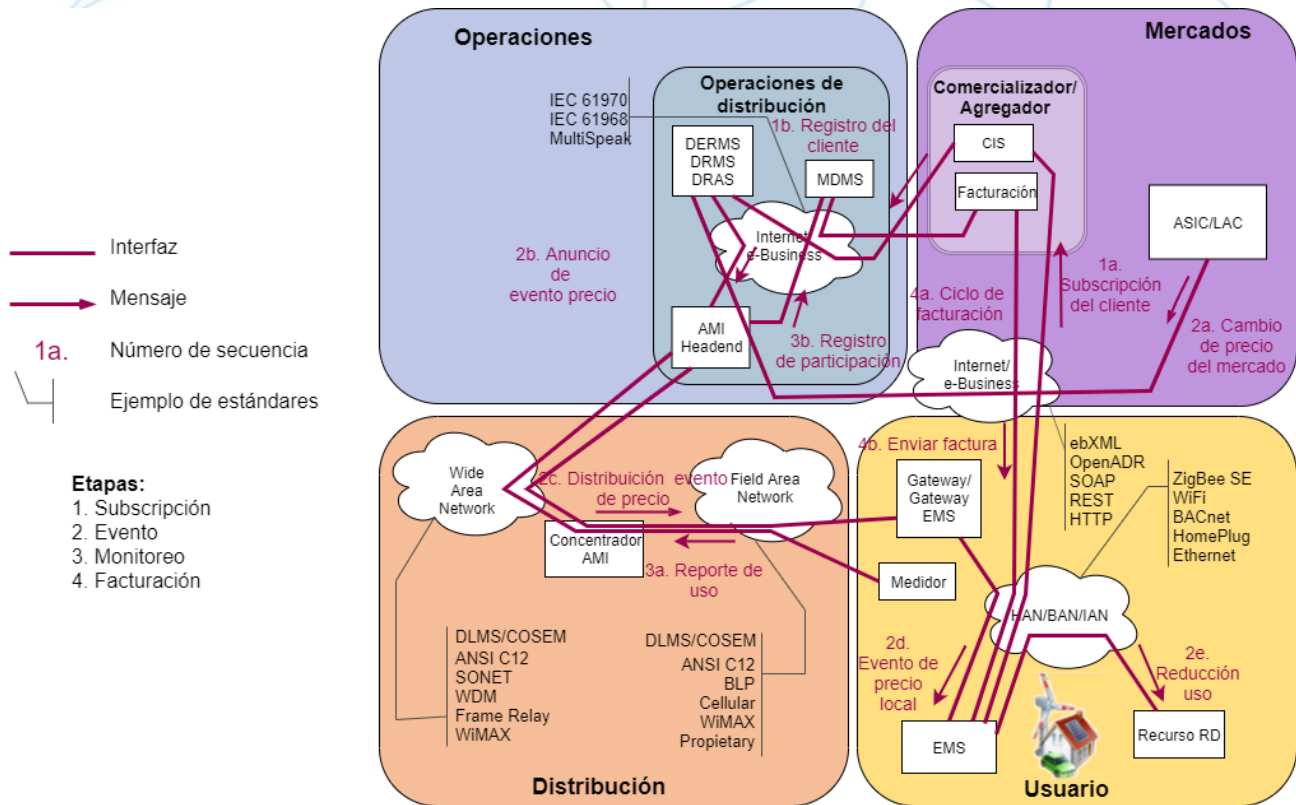 Operaciones
Mercados
Operaciones de
distribución
Comercializador/
Agregador
IEC 61970
IEC 61968
MultiSpeak
1b. Registro del
cliente
DERMS
DRMS
DRAS
MDMS
CIS
Facturación
ASIC/LAC
Internet/
e-Business
Interfaz
Mensaje
1a.
Número de secuencia
Ejemplo de estándares
2b. Anuncio
de
evento precio
1a.
Subscripción
del cliente
4a. Ciclo de
facturación
AMI
Headend
3b. Registro
de participación
2a. Cambio
de precio
del mercado
Internet/
e-Business
Etapas:
1. Subscripción
2. Evento
3. Monitoreo
4. Facturación
Wide
Area
Network
2c. Distribuición evento
de precio
Field Area
Network
Concentrador
AMI
3a. Reporte de
uso
4b. Enviar factura
Gateway/
Gateway
EMS
Medidor
ebXML
OpenADR
SOAP
REST
HTTP
ZigBee SE
WiFi
BACnet
HomePlug
Ethernet
HAN/BAN/IAN
DLMS/COSEM
ANSI C12
SONET
WDM
Frame Relay
WiMAX
DLMS/COSEM
ANSI C12
BLP
Cellular
WiMAX
Propietary
2d.
Evento de
precio
local
2e.
Reducción
uso
EMS
Recurso RD
Distribución
Usuario